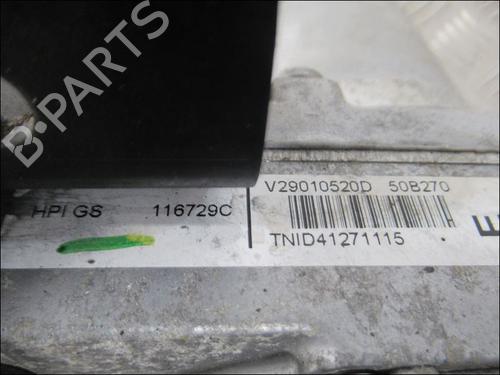 B-PARTS
V29010520D 50B270
HPI GS 116729C
TNID41271115